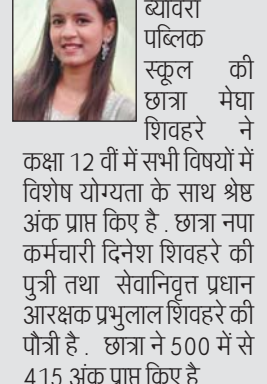 ब्यावरा
पब्लिक
स्कूल की
छात्रा मेघा
शिवहरे ने
कक्षा 12 वीं में सभी विषयों में
विशेष योग्यता के साथ श्रेष्ठ
अंक प्राप्त किए है . छात्रा नपा
कर्मचारी दिनेश शिवहरे की
पुत्री तथा सेवानिवृत्त प्रधान
आरक्षक प्रभुलाल शिवहरे की
पौत्री है . छात्रा ने 500 में से
415 अंक प्राप्त किए है